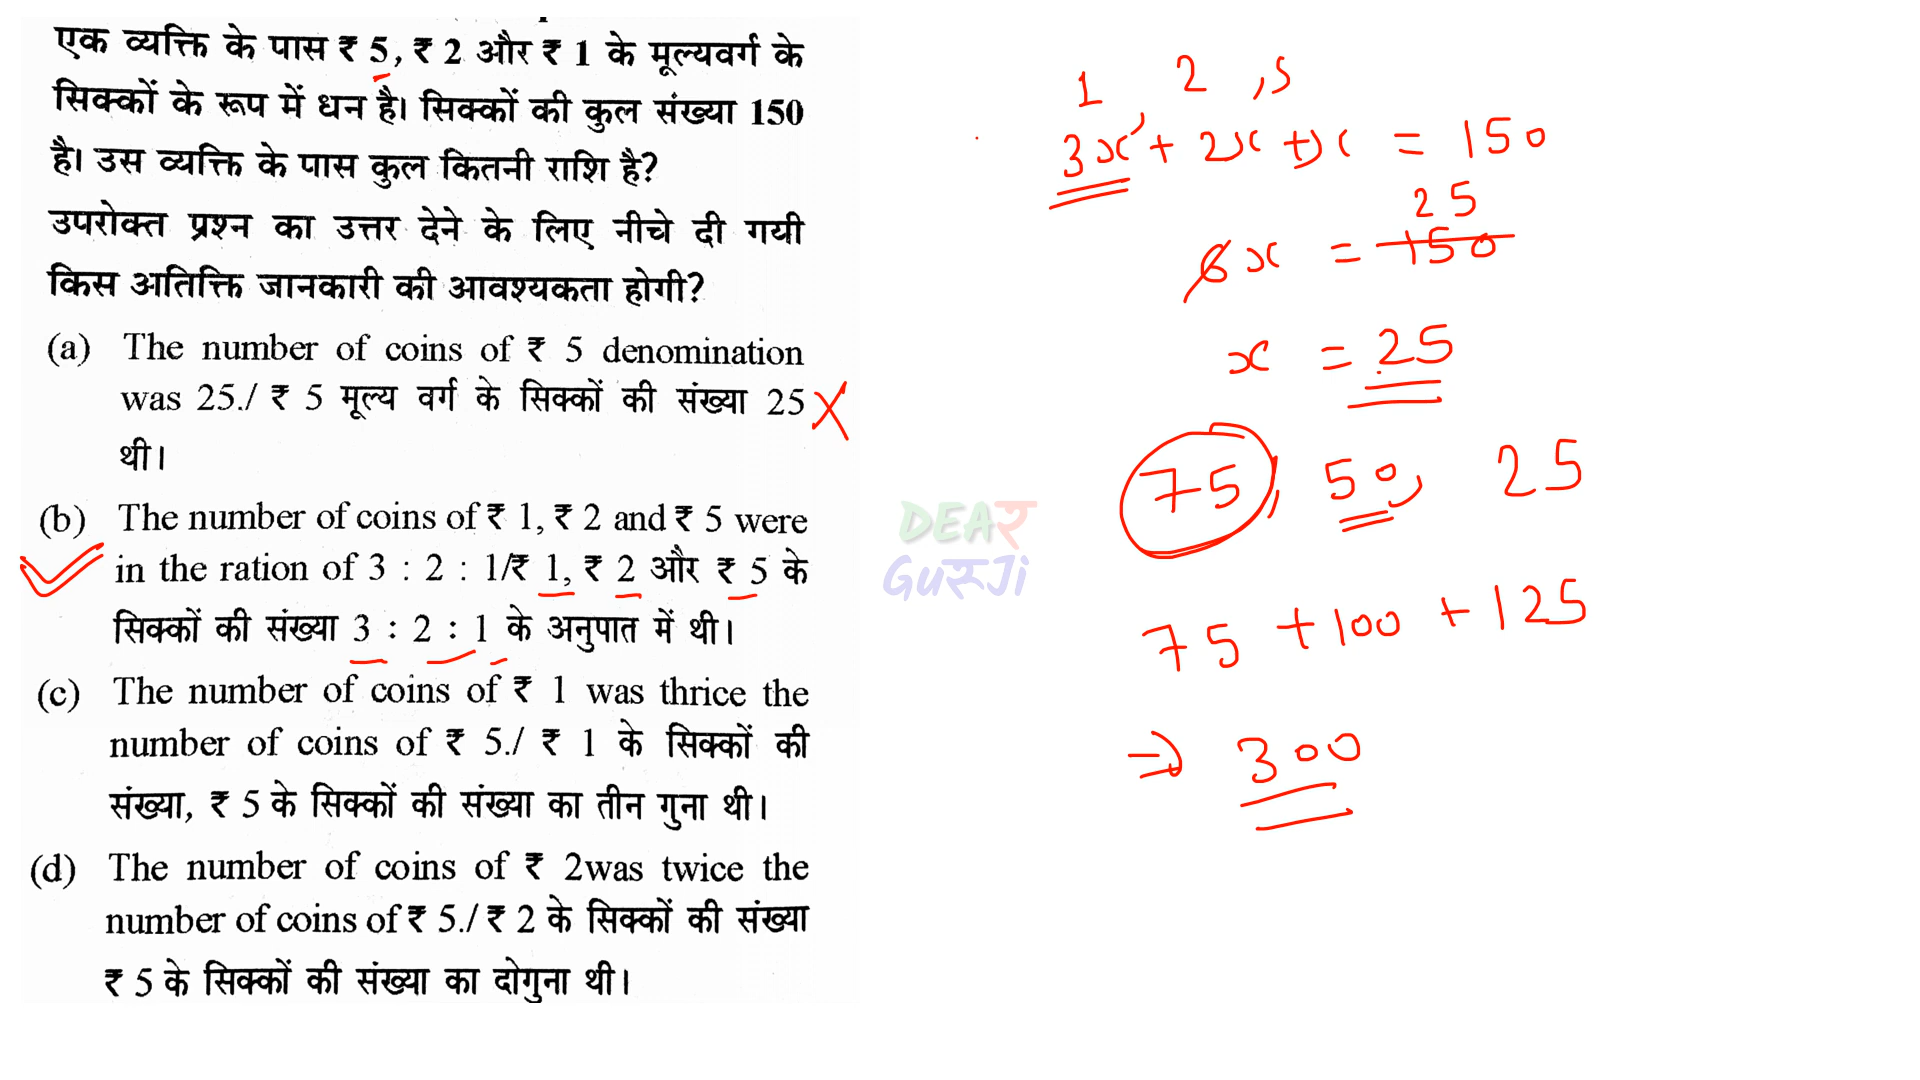 एक व्यक्ति के पास ₹ 5, ₹ 2 और ₹ 1 के मूल्यवर्ग के
सिक्कों के रूप में धन है। सिक्कों की कुल संख्या 150
है। उस व्यक्ति के पास कुल कितनी राशि है?
उपरोक्त प्रश्न का उत्तर देने के लिए नीचे दी गयी
किस अतिक्ति जानकारी की आवश्यकता होगी?
(a) The number of coins of ₹ 5 denomination
was 25./ ₹ 5 मूल्य वर्ग के सिक्कों की संख्या 25
थी।
(b) The number of coins of ₹ 1, ₹ 2 and ₹ 5 were
in the ration of 3 : 2 : 1/₹ 1, ₹ 2 और ₹ 5 के
सिक्कों की संख्या 3 : 2 : 1 के अनुपात में थी।
(c) The number of coins of ₹ 1 was thrice the
number of coins of ₹ 5./ ₹ 1 के सिक्कों की
संख्या, ₹ 5 के सिक्कों की संख्या का तीन गुना थी।
(d) The number of coins of ₹ 2was twice the
number of coins of ₹ 5./ ₹ 2 के सिक्कों की संख्या
₹ 5 के सिक्कों की संख्या का दोगुना थी।
DEAर
GuरूJi
1, 2, 5
3x + 2x + x = 150
25
6x = 150
x = 25
75, 50, 25
75 + 100 + 125
⇒ 300